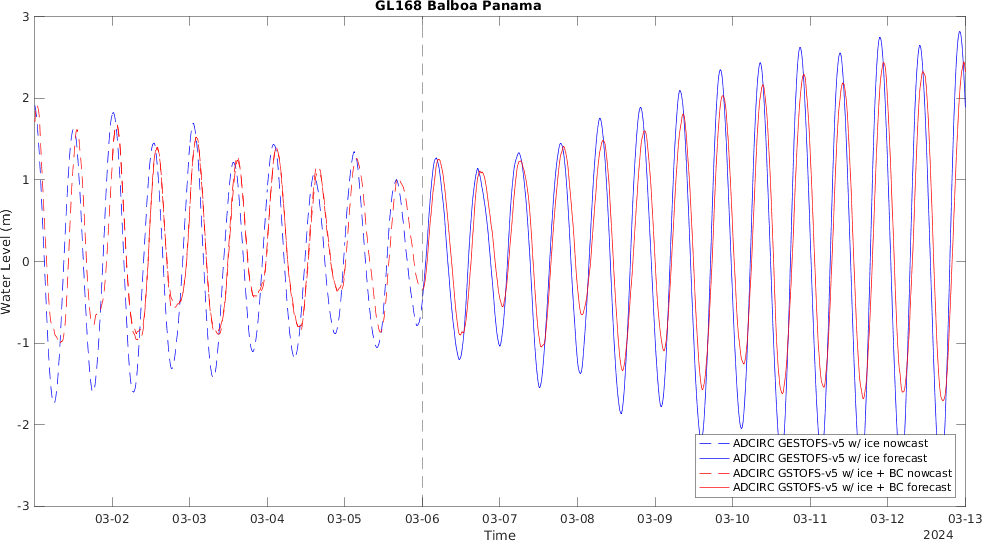 GL168 Balboa Panama
3
2
1
0
-1
-2
-3
Water Level (m)
ADCIRC GESTOFS-v5 w/ ice nowcast
ADCIRC GESTOFS-v5 w/ ice forecast
ADCIRC GSTOFS-v5 w/ ice + BC nowcast
ADCIRC GSTOFS-v5 w/ ice + BC forecast
03-02 03-03 03-04 03-05 03-06 03-07 03-08 03-09 03-10 03-11 03-12 03-13
Time
2024